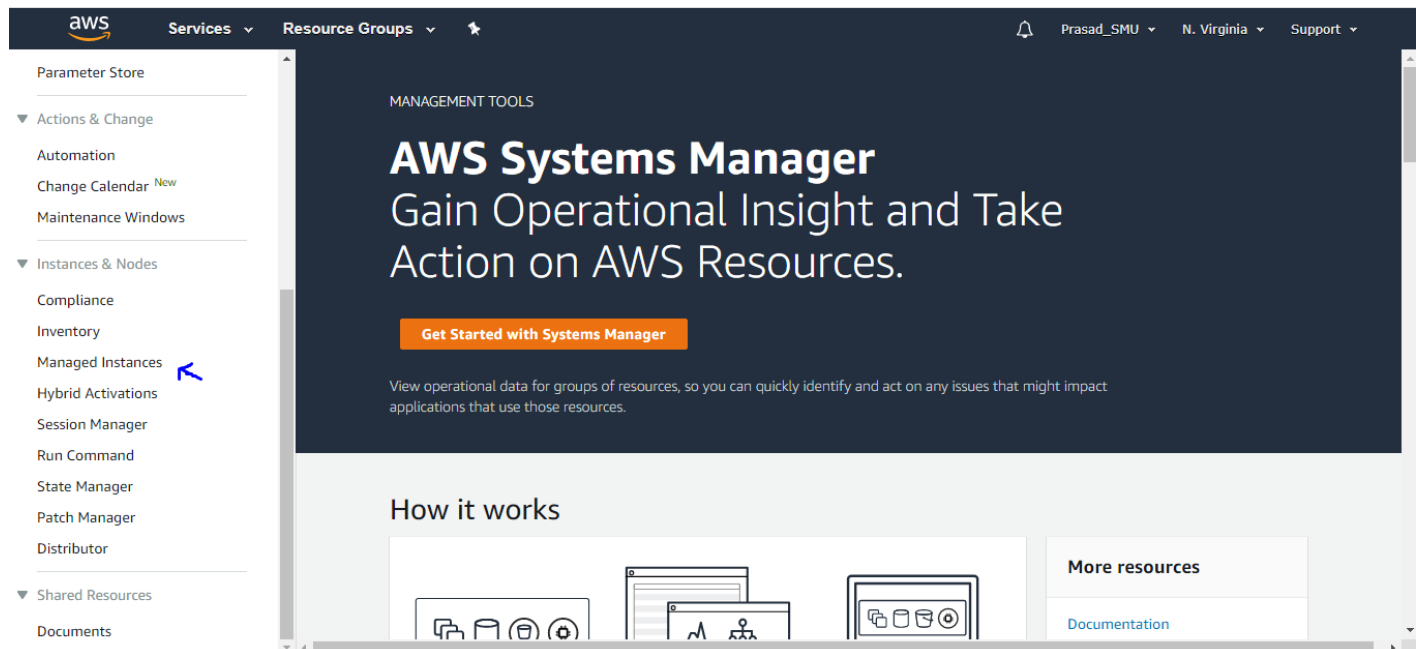 aws
Services
Resource Groups
Prasad_SMU
N. Virginia
Support
Parameter Store
Actions & Change
Automation
Change Calendar New
Maintenance Windows
Instances & Nodes
Compliance
Inventory
Managed Instances
Hybrid Activations
Session Manager
Run Command
State Manager
Patch Manager
Distributor
Shared Resources
Documents
MANAGEMENT TOOLS
AWS Systems Manager
Gain Operational Insight and Take
Action on AWS Resources.
Get Started with Systems Manager
View operational data for groups of resources, so you can quickly identify and act on any issues that might impact
applications that use those resources.
How it works
More resources
Documentation